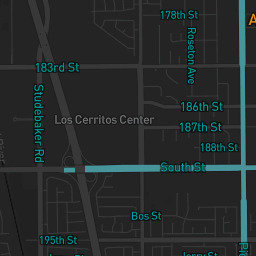 178th St
A
Roseton Ave
183rd St
186th St
Los Cerritos Center
187th St
Studebaker Rd
188th St
South St
Bos St
195th St